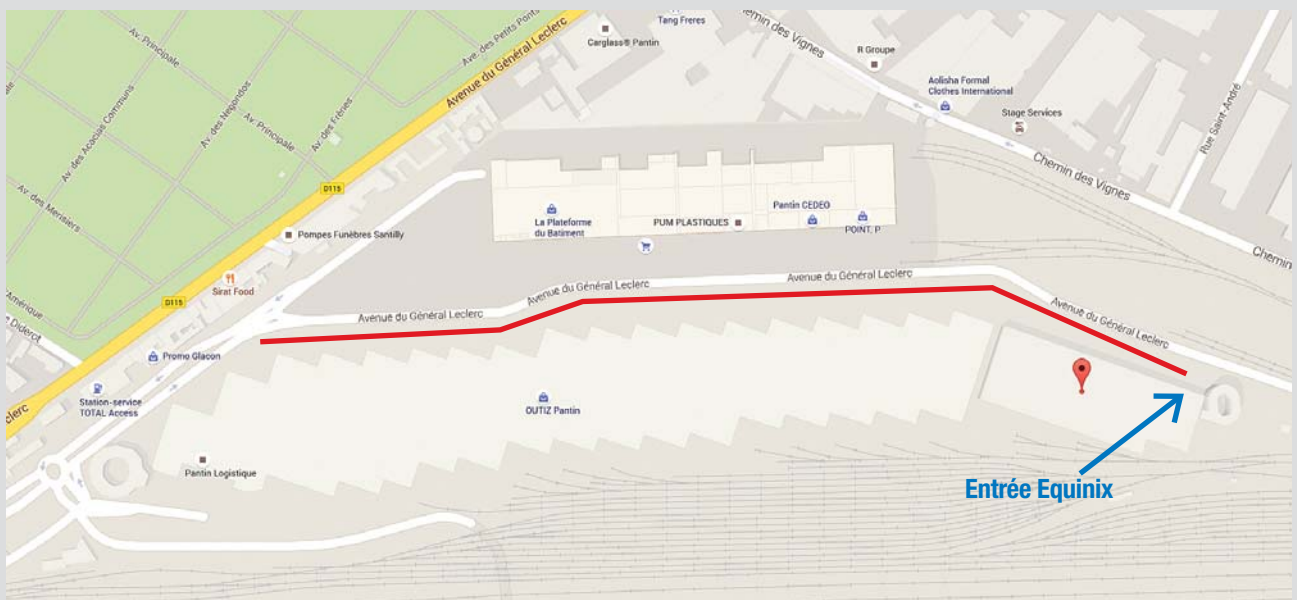 Tang Freres
Carglass® Pantin
Av. Principale
Ave. des Petits Ponts
Avenue du Général Leclerc
Chemin des Vignes
R Groupe
Aolisha Formal
Clothes International
Stage Services
Rue Saint-André
Av. des Acacias Communs
Av. des Negondos
Av. Principale
Av. des Frênes
Chemin des Vignes
Av. des Merisiers
D115
La Plateforme
du Batiment
PUM PLASTIQUES
Pantin CEDEO
POINT. P
Pompes Funèbres Santilly
Chemin
Sirat Food
D115
Amérique
Diderot
Avenue du Général Leclerc
Avenue du Général Leclerc
Avenue du Général Leclerc
Avenue du Général Leclerc
Promo Glacon
Station-service
TOTAL Access
clerc
OUTIZ Pantin
Pantin Logistique
Entrée Equinix